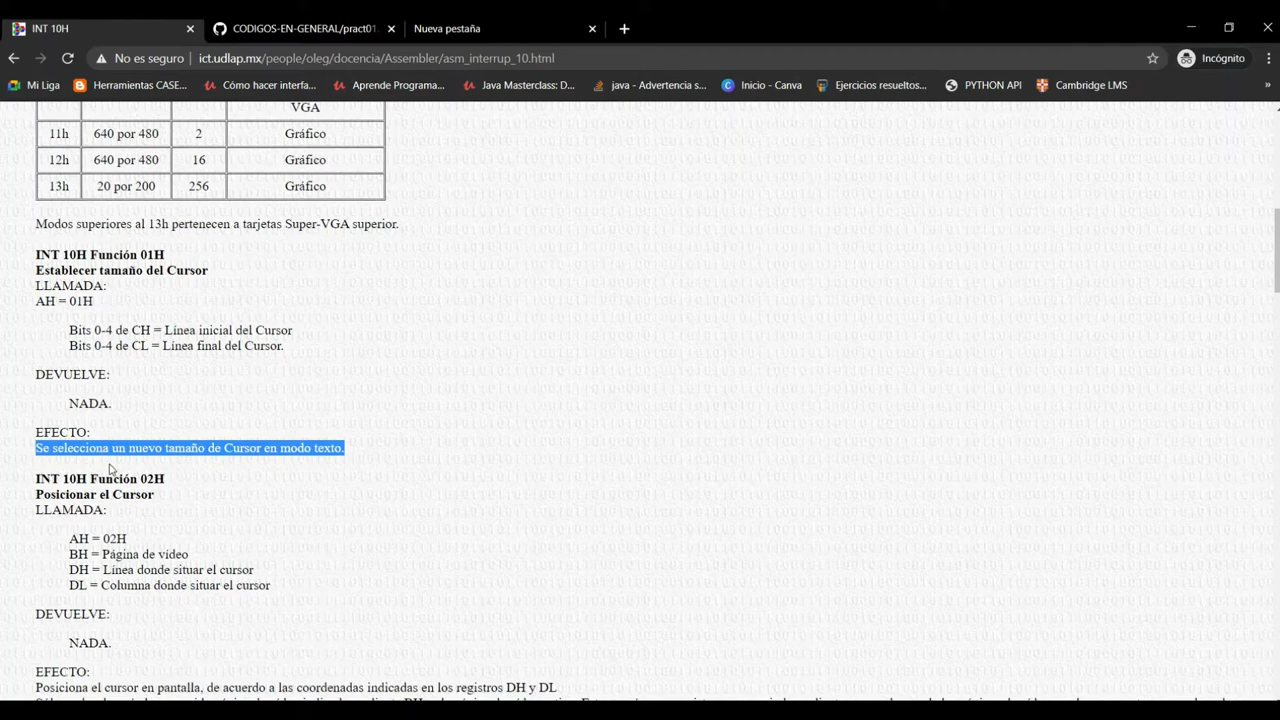 INT 10H
CODIGOS-EN-GENERAL/pract01.
Nueva pestaña
No es seguro
ict.udlap.mx/people/oleg/docencia/Assembler/asm_interrup_10.html
Incógnito
Mi Liga
Herramientas CASE...
Cómo hacer interfa...
Aprende Programa...
Java Masterclass: D...
java - Advertencia s...
Inicio - Canva
Ejercicios resueltos...
PYTHON API
Cambridge LMS
»
VGA
11h 640 por 480 2 Gráfico
12h 640 por 480 16 Gráfico
13h 20 por 200 256 Gráfico
Modos superiores al 13h pertenecen a tarjetas Super-VGA superior.
INT 10H Función 01H
Establecer tamaño del Cursor
LLAMADA:
AH = 01H
Bits 0-4 de CH = Línea inicial del Cursor
Bits 0-4 de CL = Línea final del Cursor.
DEVUELVE:
NADA.
EFECTO:
Se selecciona un nuevo tamaño de Cursor en modo texto.
INT 10H Función 02H
Posicionar el Cursor
LLAMADA:
AH = 02H
BH = Página de vídeo
DH = Línea donde situar el cursor
DL = Columna donde situar el cursor
DEVUELVE:
NADA.
EFECTO:
Posiciona el cursor en pantalla, de acuerdo a las coordenadas indicadas en los registros DH y DL